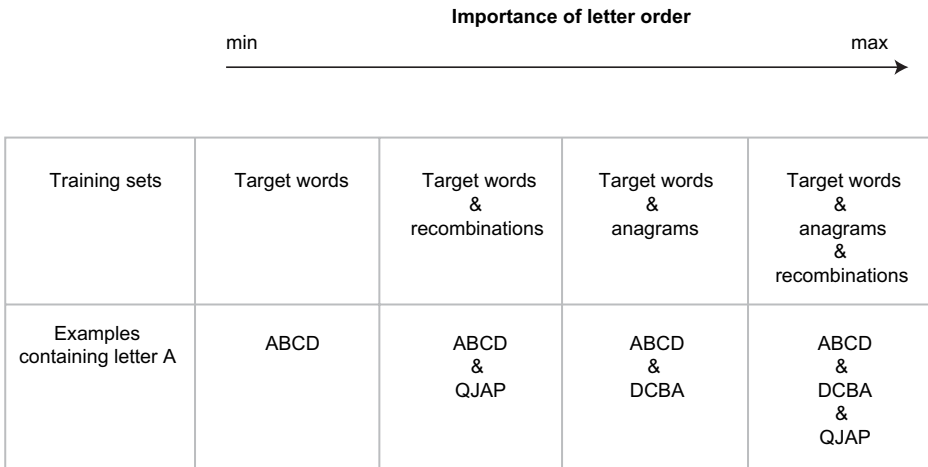 Importance of letter order
min max
Training sets
Target words
Target words
&
recombinations
Target words
&
anagrams
Target words
&
anagrams
&
recombinations
Examples
containing letter A
ABCD
ABCD
&
QJAP
ABCD
&
DCBA
ABCD
&
DCBA
&
QJAP